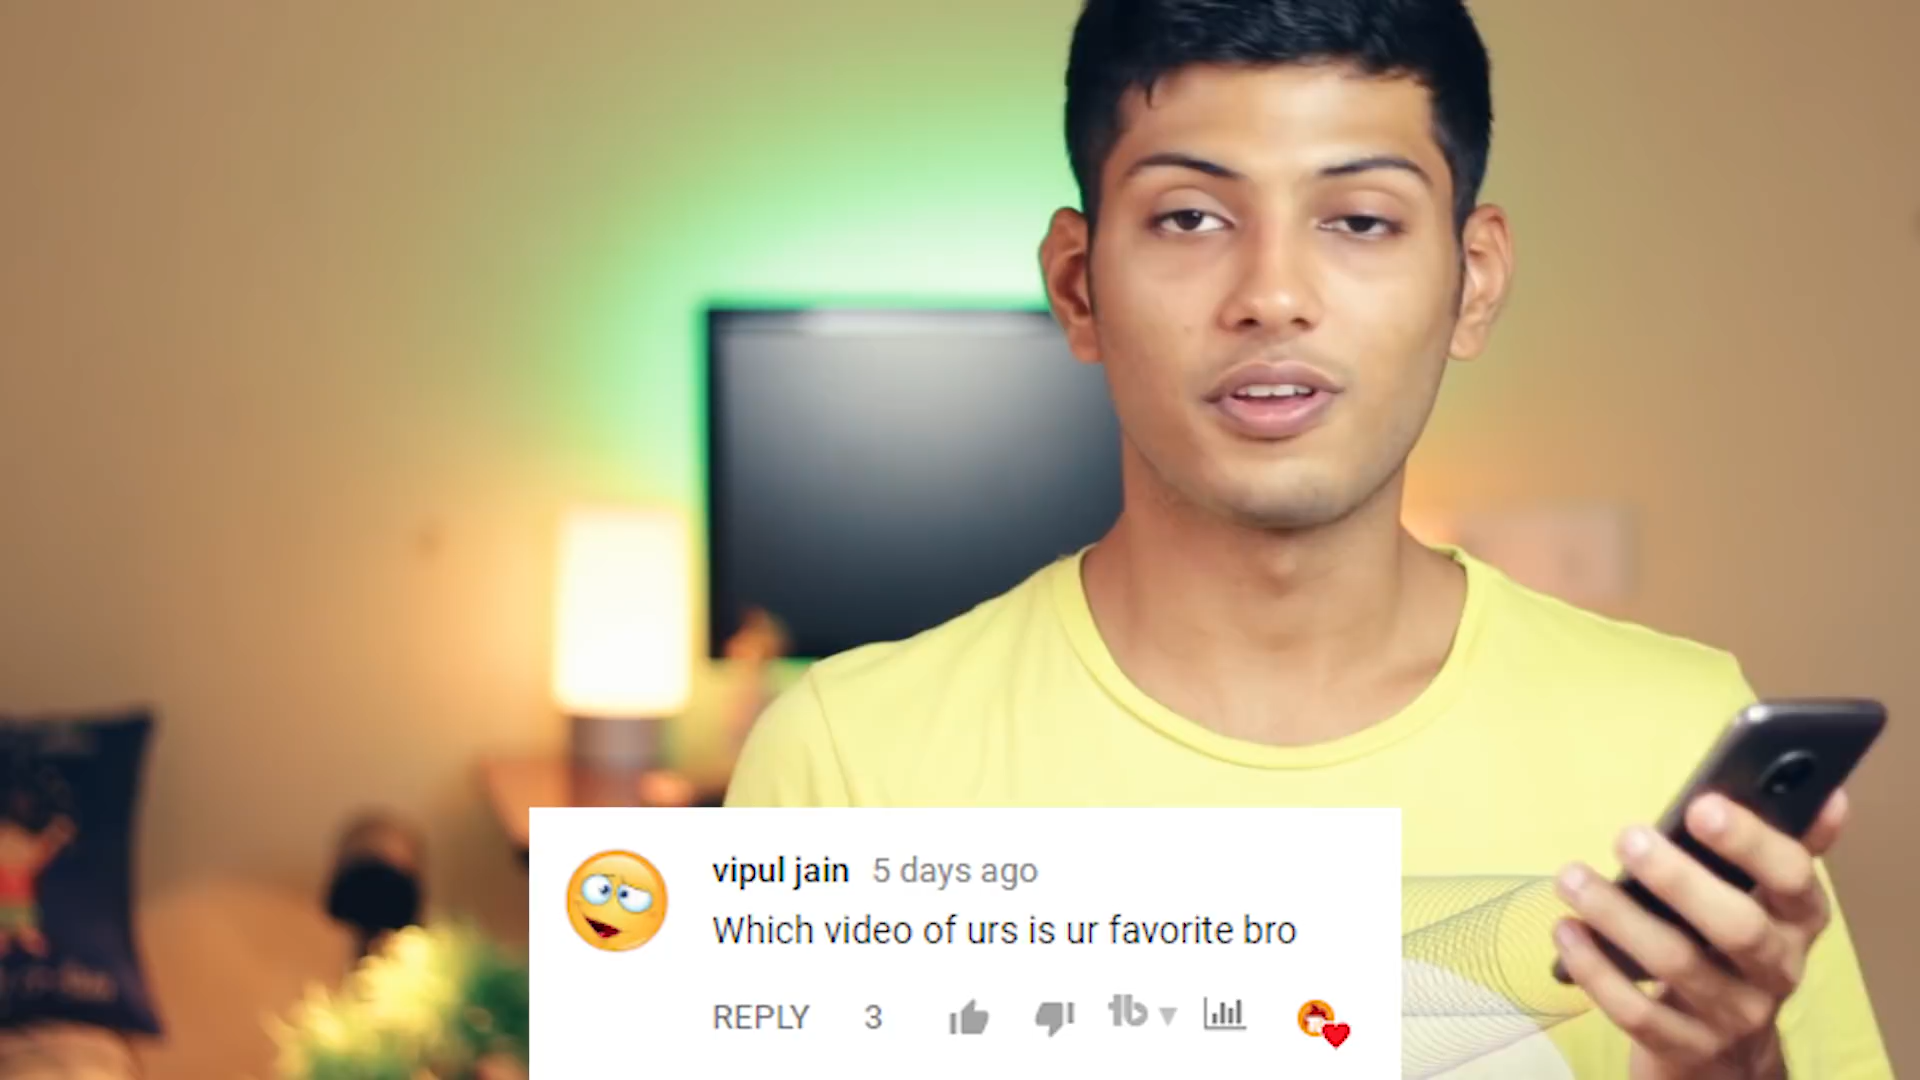 vipul jain 5 days ago
Which video of urs is ur favorite bro
REPLY 3